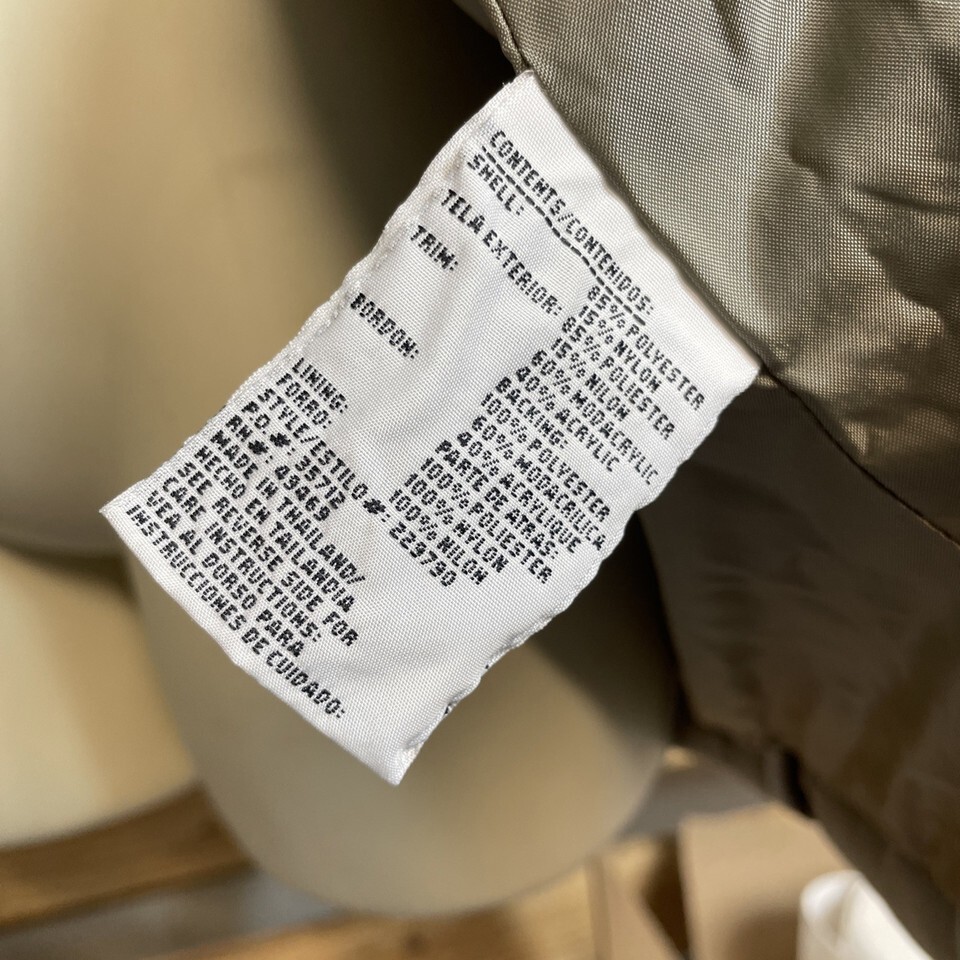 CONTENTS/CONTENIDOS:
SHELL: 85% POLYESTER
15% NYLON
TELA EXTERIOR: 85% POLIESTER
15% NILON
TRIM: 60% MODACRYLIC
40% ACRYLIC
BACKING:
100% POLYESTER
BORDON: 60% MODACRILICA
40% ACRILIQUE
PARTE DE ATRAS
100% POLIESTER
LINING: 100% NYLON
FORRO: 100% NILON
STYLE/ESTILO #: 229730
P.O #: 35712
RN# 49463
MADE IN THAILAND/
HECHO EN TAILANDIA
SEE REVERSE SIDE FOR
CARE INSTRUCTIONS:
VEA AL DORSO PARA
INSTRUCCIONES DE CUIDADO: